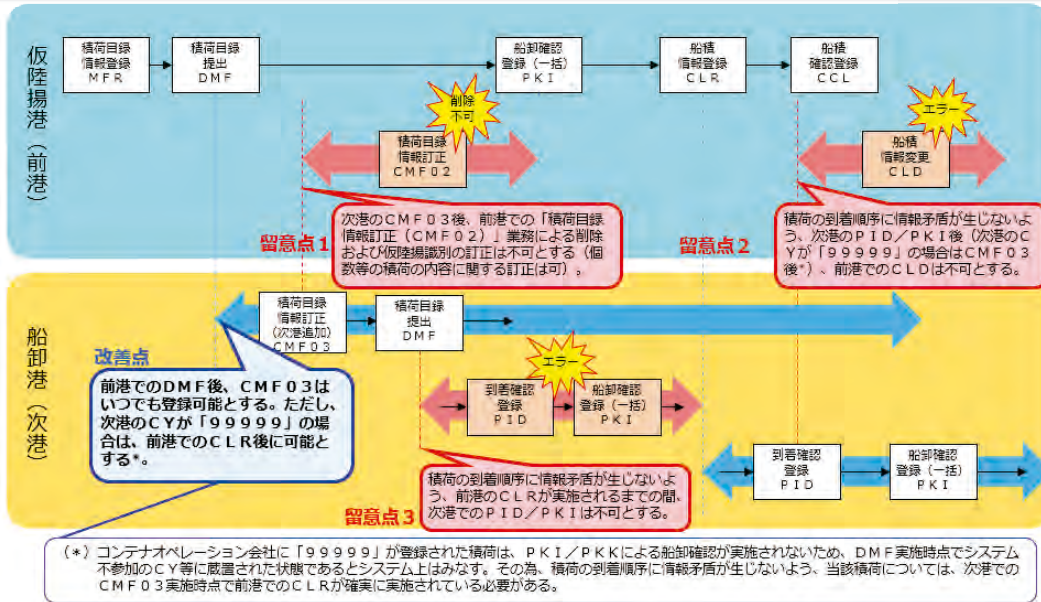 仮陸揚港（前港）
積荷目録
情報登録
ＭＦＲ
積荷目録
提出
ＤＭＦ
船卸確認
登録（一括）
ＰＫＩ
船積
情報登録
ＣＬＲ
船積
確認登録
ＣＣＬ
削除
不可
積荷目録
情報訂正
ＣＭＦ０２
エラー
船積
情報変更
ＣＬＤ
留意点１
次港のＣＭＦ０３後、前港での「積荷目録
情報訂正（ＣＭＦ０２）」業務による削除
および仮陸揚識別の訂正は不可とする（個
数等の積荷の内容に関する訂正は可）。
留意点２
積荷の到着順序に情報矛盾が生じないよ
う、次港のＰＩＤ／ＰＫＩ後（次港のＣ
Ｙが「９９９９９」の場合はＣＭＦ０３
後*）、前港でのＣＬＤは不可とする。
船卸港（次港）
積荷目録
情報訂正
（次港追加）
ＣＭＦ０３
積荷目録
提出
ＤＭＦ
改善点
前港でのＤＭＦ後、ＣＭＦ０３は
いつでも登録可能とする。ただし、
次港のＣＹが「９９９９９」の場
合は、前港でのＣＬＲ後に可能と
する*。
エラー
到着確認
登録
ＰＩＤ
船卸確認
登録（一括）
ＰＫＩ
到着確認
登録
ＰＩＤ
船卸確認
登録（一括）
ＰＫＩ
留意点３
積荷の到着順序に情報矛盾が生じないよ
う、前港のＣＬＲが実施されるまでの間、
次港でのＰＩＤ／ＰＫＩは不可とする。
（*）コンテナオペレーション会社に「９９９９９」が登録された積荷は、ＰＫＩ／ＰＫＫによる船卸確認が実施されないため、ＤＭＦ実施時点でシステム
不参加のＣＹ等に蔵置された状態であるとシステム上はみなす。その為、積荷の到着順序に情報矛盾が生じないよう、当該積荷については、次港での
ＣＭＦ０３実施時点で前港でのＣＬＲが確実に実施されている必要がある。